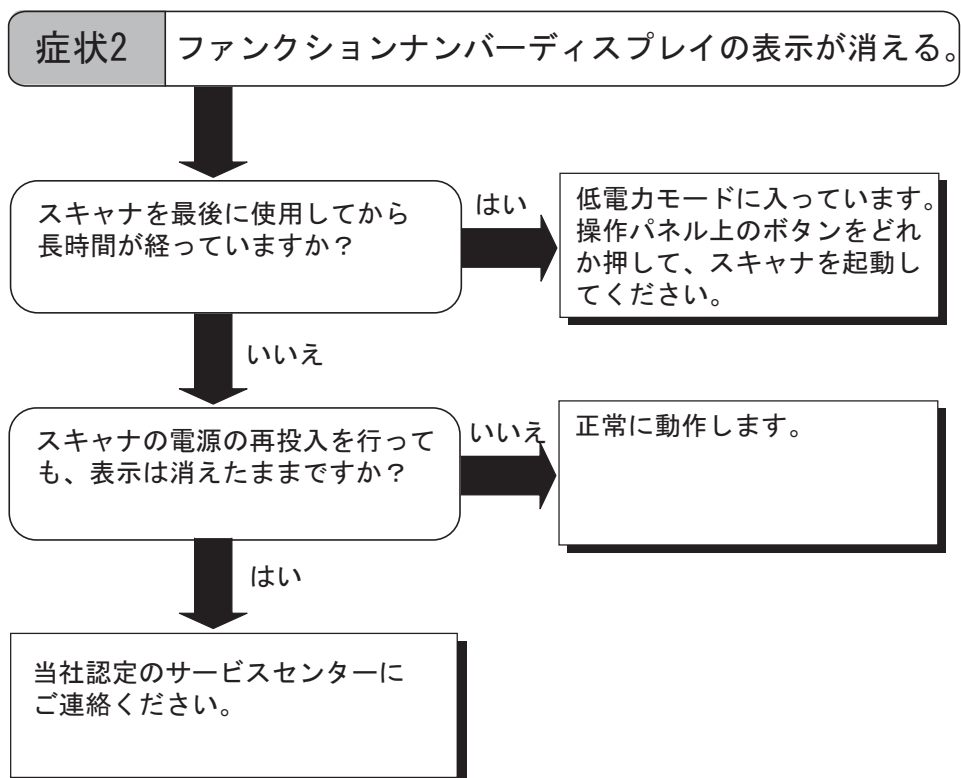 症状2 ファンクションナンバーディスプレイの表示が消える。
スキャナを最後に使用してから
長時間が経っていますか？
はい
低電力モードに入っています。
操作パネル上のボタンをどれ
か押して、スキャナを起動し
てください。
いいえ
スキャナの電源の再投入を行って
も、表示は消えたままですか？
いいえ
正常に動作します。
はい
当社認定のサービスセンターに
ご連絡ください。